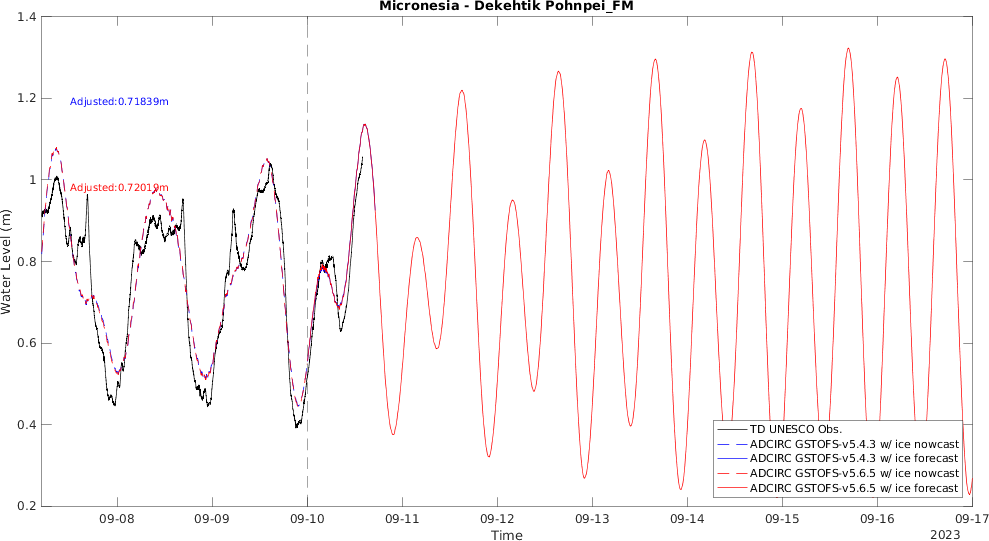 Micronesia - Dekehtik Pohnpei_FM
1.4
1.2
1
0.8
0.6
0.4
0.2
Water Level (m)
Adjusted:0.71839m
Adjusted:0.72019m
TD UNESCO Obs.
ADCIRC GSTOFS-v5.4.3 w/ ice nowcast
ADCIRC GSTOFS-v5.4.3 w/ ice forecast
ADCIRC GSTOFS-v5.6.5 w/ ice nowcast
ADCIRC GSTOFS-v5.6.5 w/ ice forecast
09-08 09-09 09-10 09-11 09-12 09-13 09-14 09-15 09-16 09-17
Time
2023